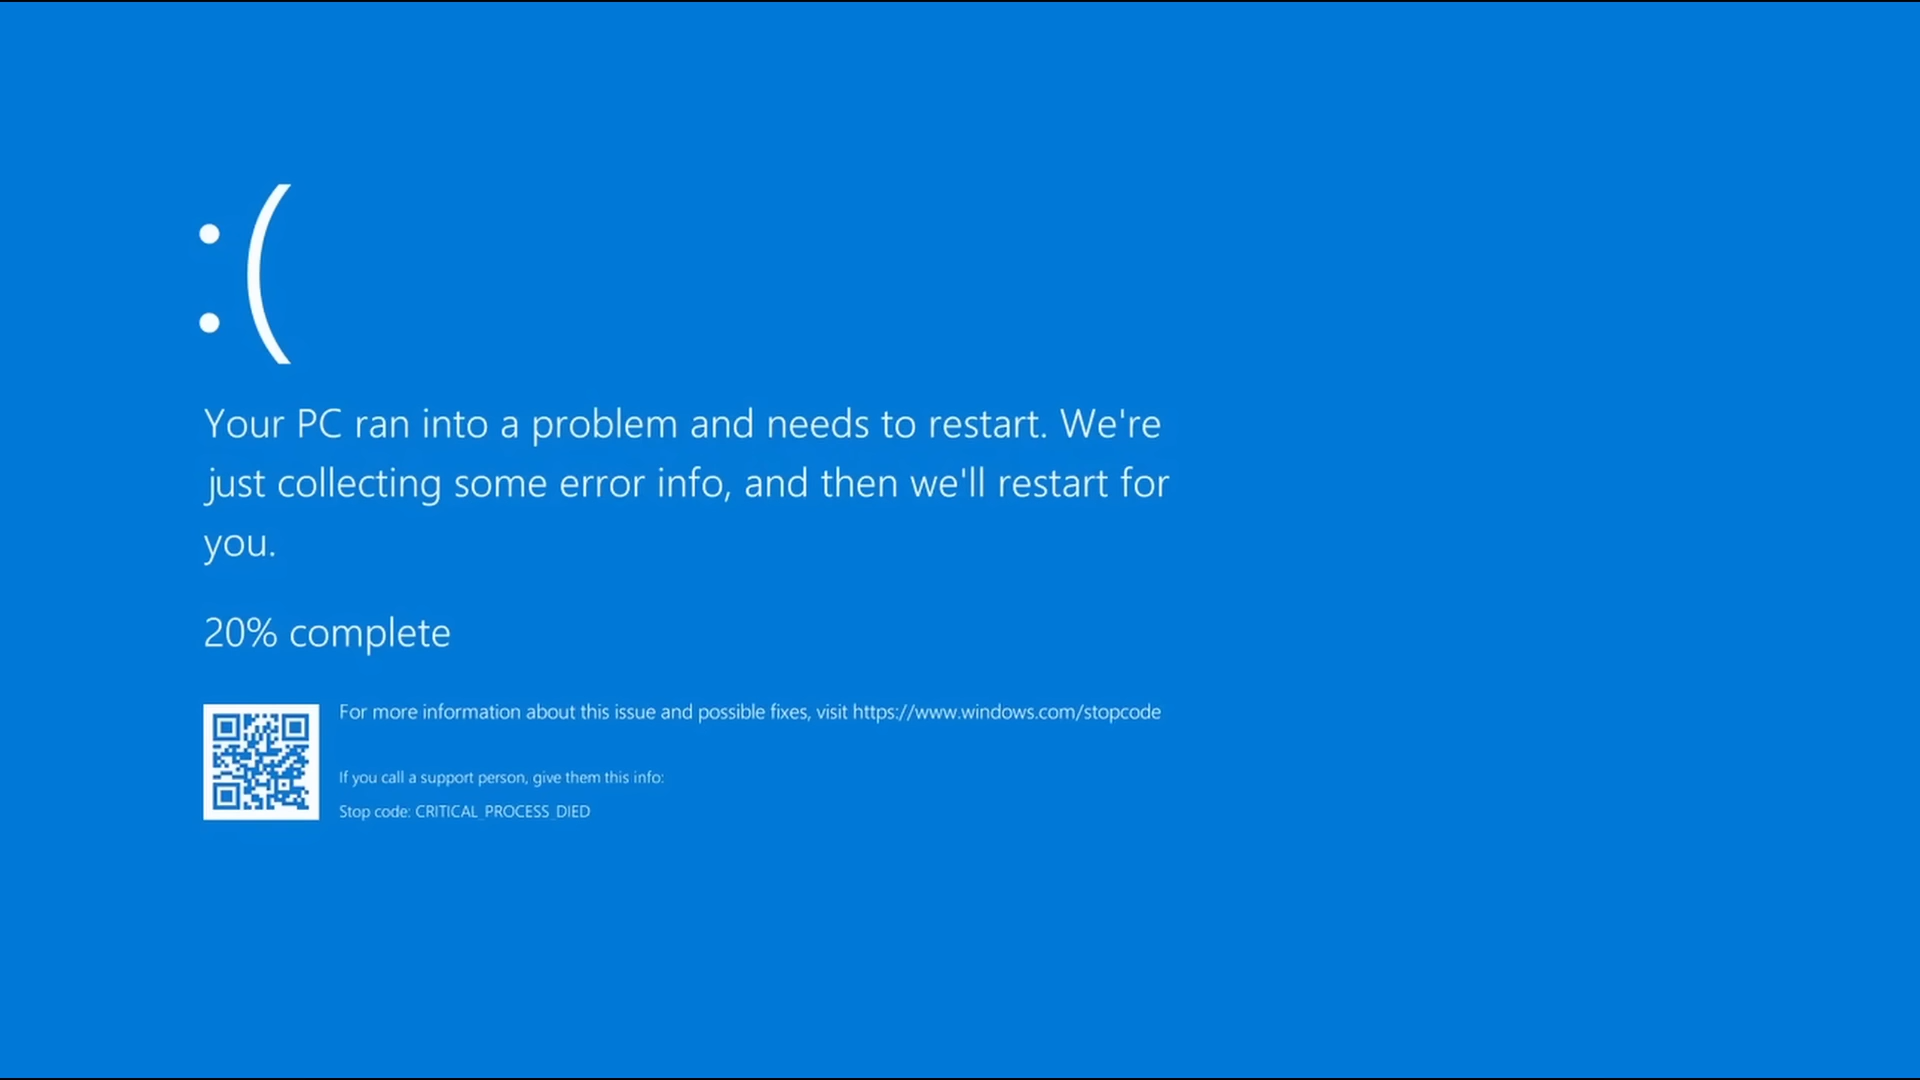 :(
Your PC ran into a problem and needs to restart. We're
just collecting some error info, and then we'll restart for
you.
20% complete
For more information about this issue and possible fixes, visit https://www.windows.com/stopcode
If you call a support person, give them this info:
Stop code: CRITICAL_PROCESS_DIED